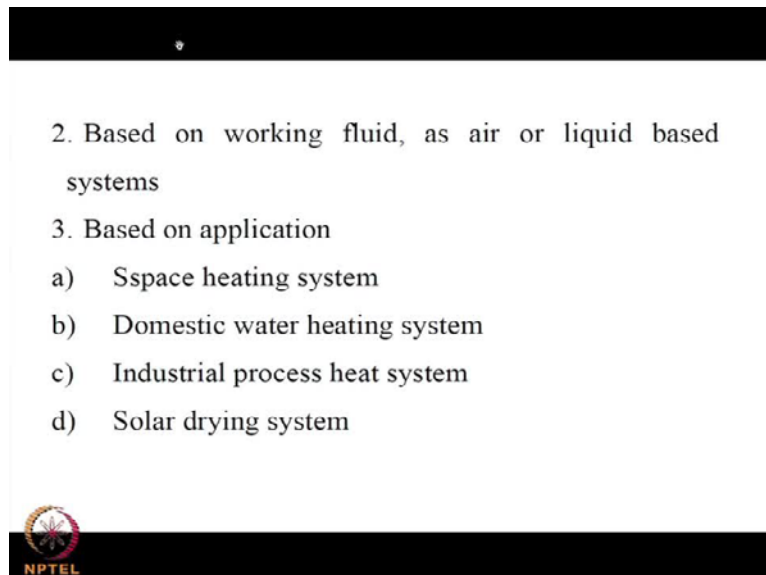 2. Based on working fluid, as air or liquid based
systems
3. Based on application
a) Sspace heating system
b) Domestic water heating system
c) Industrial process heat system
d) Solar drying system
NPTEL